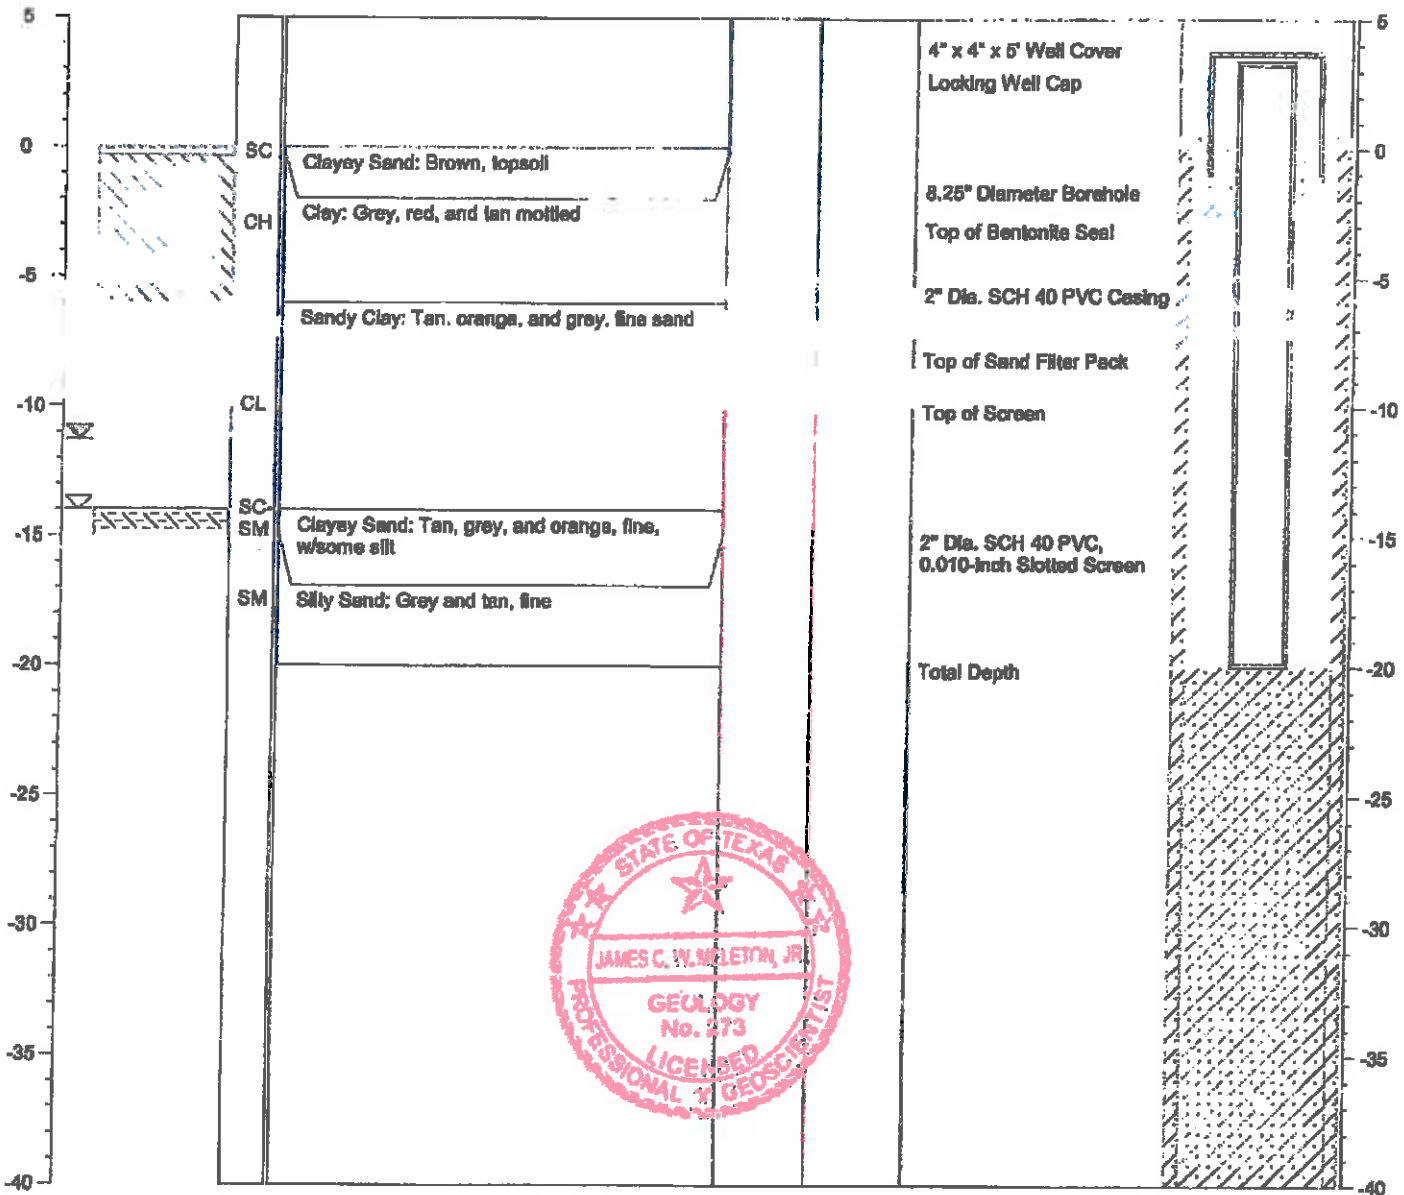 5
0
-5
-10
-15
-20
-25
-30
-35
-40
SC
CH
CL
SC-
SM
SM
Clayey Sand: Brown, topsoil
Clay: Grey, red, and tan mottled
Sandy Clay: Tan, orange, and grey, fine sand
Clayey Sand: Tan, grey, and orange, fine,
w/some silt
Silty Sand: Grey and tan, fine
4" x 4" x 5' Well Cover
Locking Well Cap
8.25" Diameter Borehole
Top of Bentonite Seal
2" Dia. SCH 40 PVC Casing
Top of Sand Filter Pack
Top of Screen
2" Dia. SCH 40 PVC,
0.010-inch Slotted Screen
Total Depth
5
0
-5
-10
-15
-20
-25
-30
-35
-40
STATE OF TEXAS
JAMES C. W. MELETON, JR
GEOLOGY
No. 273
LICENSED
PROFESSIONAL GEOSCIENTIST